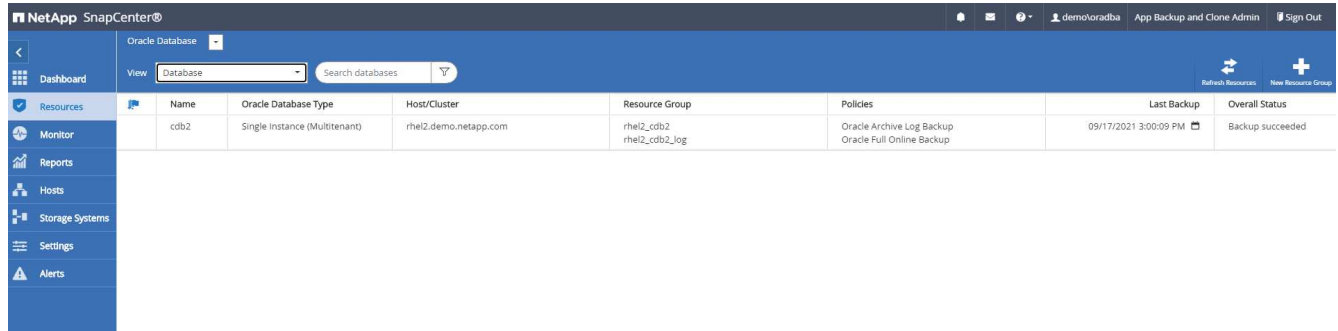 NetApp SnapCenter®
demo\oradba App Backup and Clone Admin Sign Out
Oracle Database
View Database Search databases
Refresh Resources New Resource Group
Dashboard
Resources
Monitor
Reports
Hosts
Storage Systems
Settings
Alerts
Name Oracle Database Type Host/Cluster Resource Group Policies Last Backup Overall Status
cdb2 Single Instance (Multitenant) rhel2.demo.netapp.com rhel2_cdb2 Oracle Archive Log Backup 09/17/2021 3:00:09 PM Backup succeeded
rhel2_cdb2_log Oracle Full Online Backup